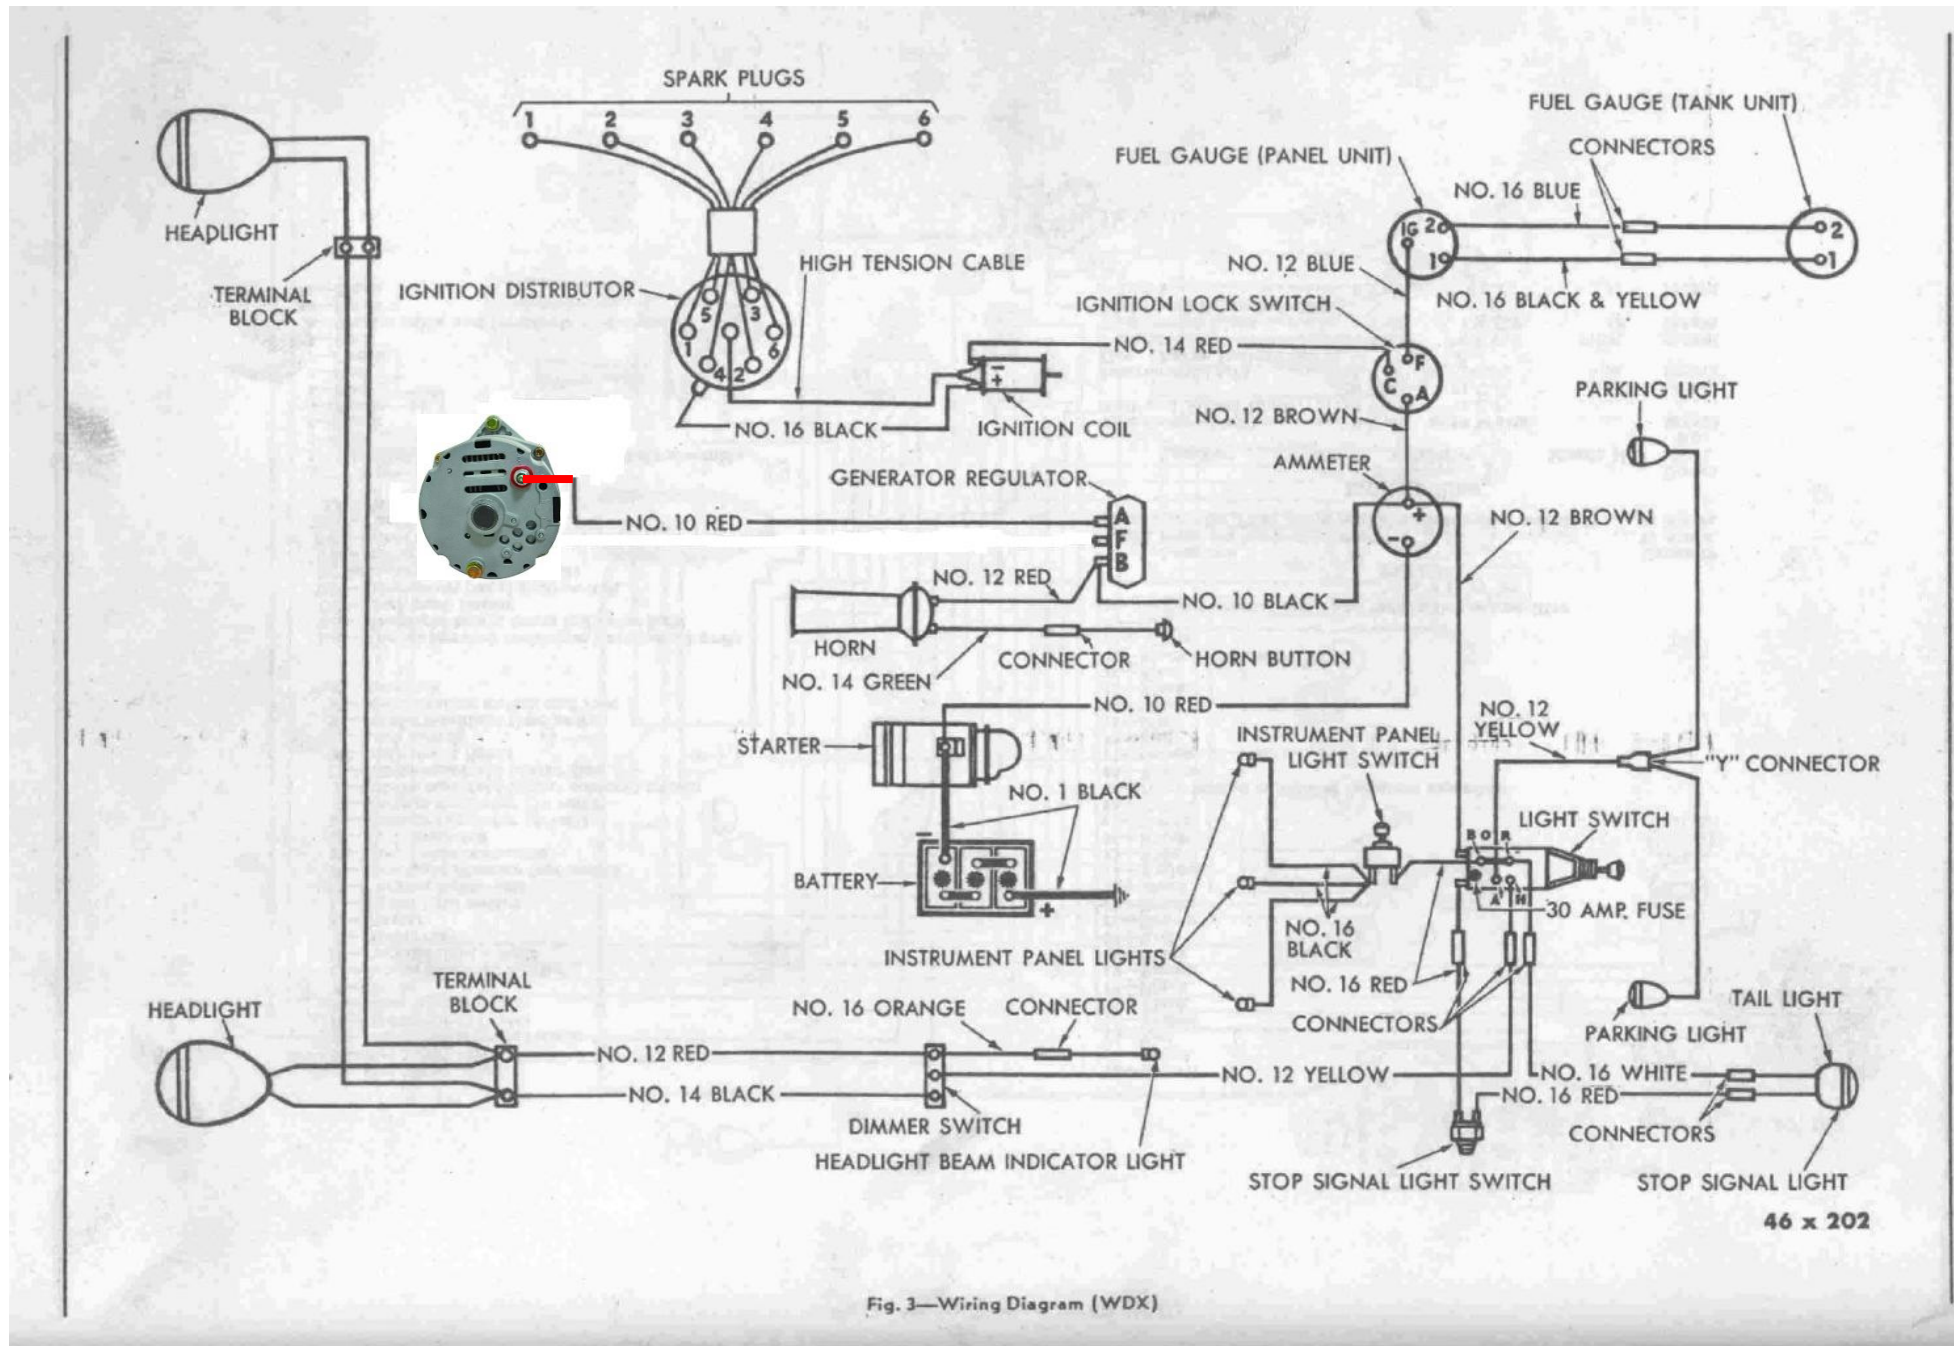 SPARK PLUGS
1 2 3 4 5 6
HEADLIGHT
TERMINAL
BLOCK
IGNITION DISTRIBUTOR
5 3
1 6
4 2
HIGH TENSION CABLE
NO. 16 BLACK
- +
IGNITION COIL
NO. 14 RED
FUEL GAUGE (TANK UNIT)
FUEL GAUGE (PANEL UNIT)
CONNECTORS
NO. 16 BLUE
IG 2
1
2
1
NO. 12 BLUE
NO. 16 BLACK & YELLOW
IGNITION LOCK SWITCH
F
C
A
NO. 12 BROWN
AMMETER
+
-
NO. 12 BROWN
PARKING LIGHT
GENERATOR REGULATOR
A
F
B
NO. 10 RED
NO. 12 RED
NO. 10 BLACK
HORN
CONNECTOR
HORN BUTTON
NO. 14 GREEN
NO. 10 RED
STARTER
NO. 1 BLACK
-
BATTERY
+
INSTRUMENT PANEL
LIGHT SWITCH
NO. 12
YELLOW
"Y" CONNECTOR
LIGHT SWITCH
B O R
A H
30 AMP. FUSE
NO. 16
BLACK
INSTRUMENT PANEL LIGHTS
NO. 16 RED
CONNECTORS
PARKING LIGHT
TAIL LIGHT
HEADLIGHT
TERMINAL
BLOCK
NO. 16 ORANGE
CONNECTOR
NO. 12 RED
NO. 14 BLACK
NO. 12 YELLOW
NO. 16 WHITE
NO. 16 RED
DIMMER SWITCH
HEADLIGHT BEAM INDICATOR LIGHT
CONNECTORS
STOP SIGNAL LIGHT SWITCH
STOP SIGNAL LIGHT
46 x 202
Fig. 3—Wiring Diagram (WDX)